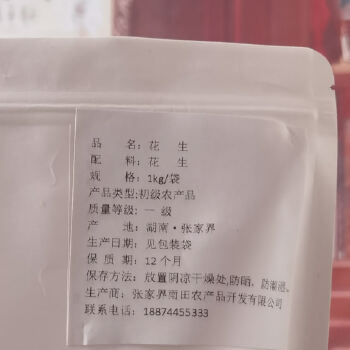 品　　名:花　　生
配　　料:花　　生
规　　格:1kg/袋
产品类型:初级农产品
质量等级:一级
产　　地:湖南·张家界
生产日期:见包装袋
保 质 期:12个月
保存方法:放置阴凉干燥处,防晒，防潮湿。
生产商:张家界雨田农产品开发有限公司
联系电话:18874455333